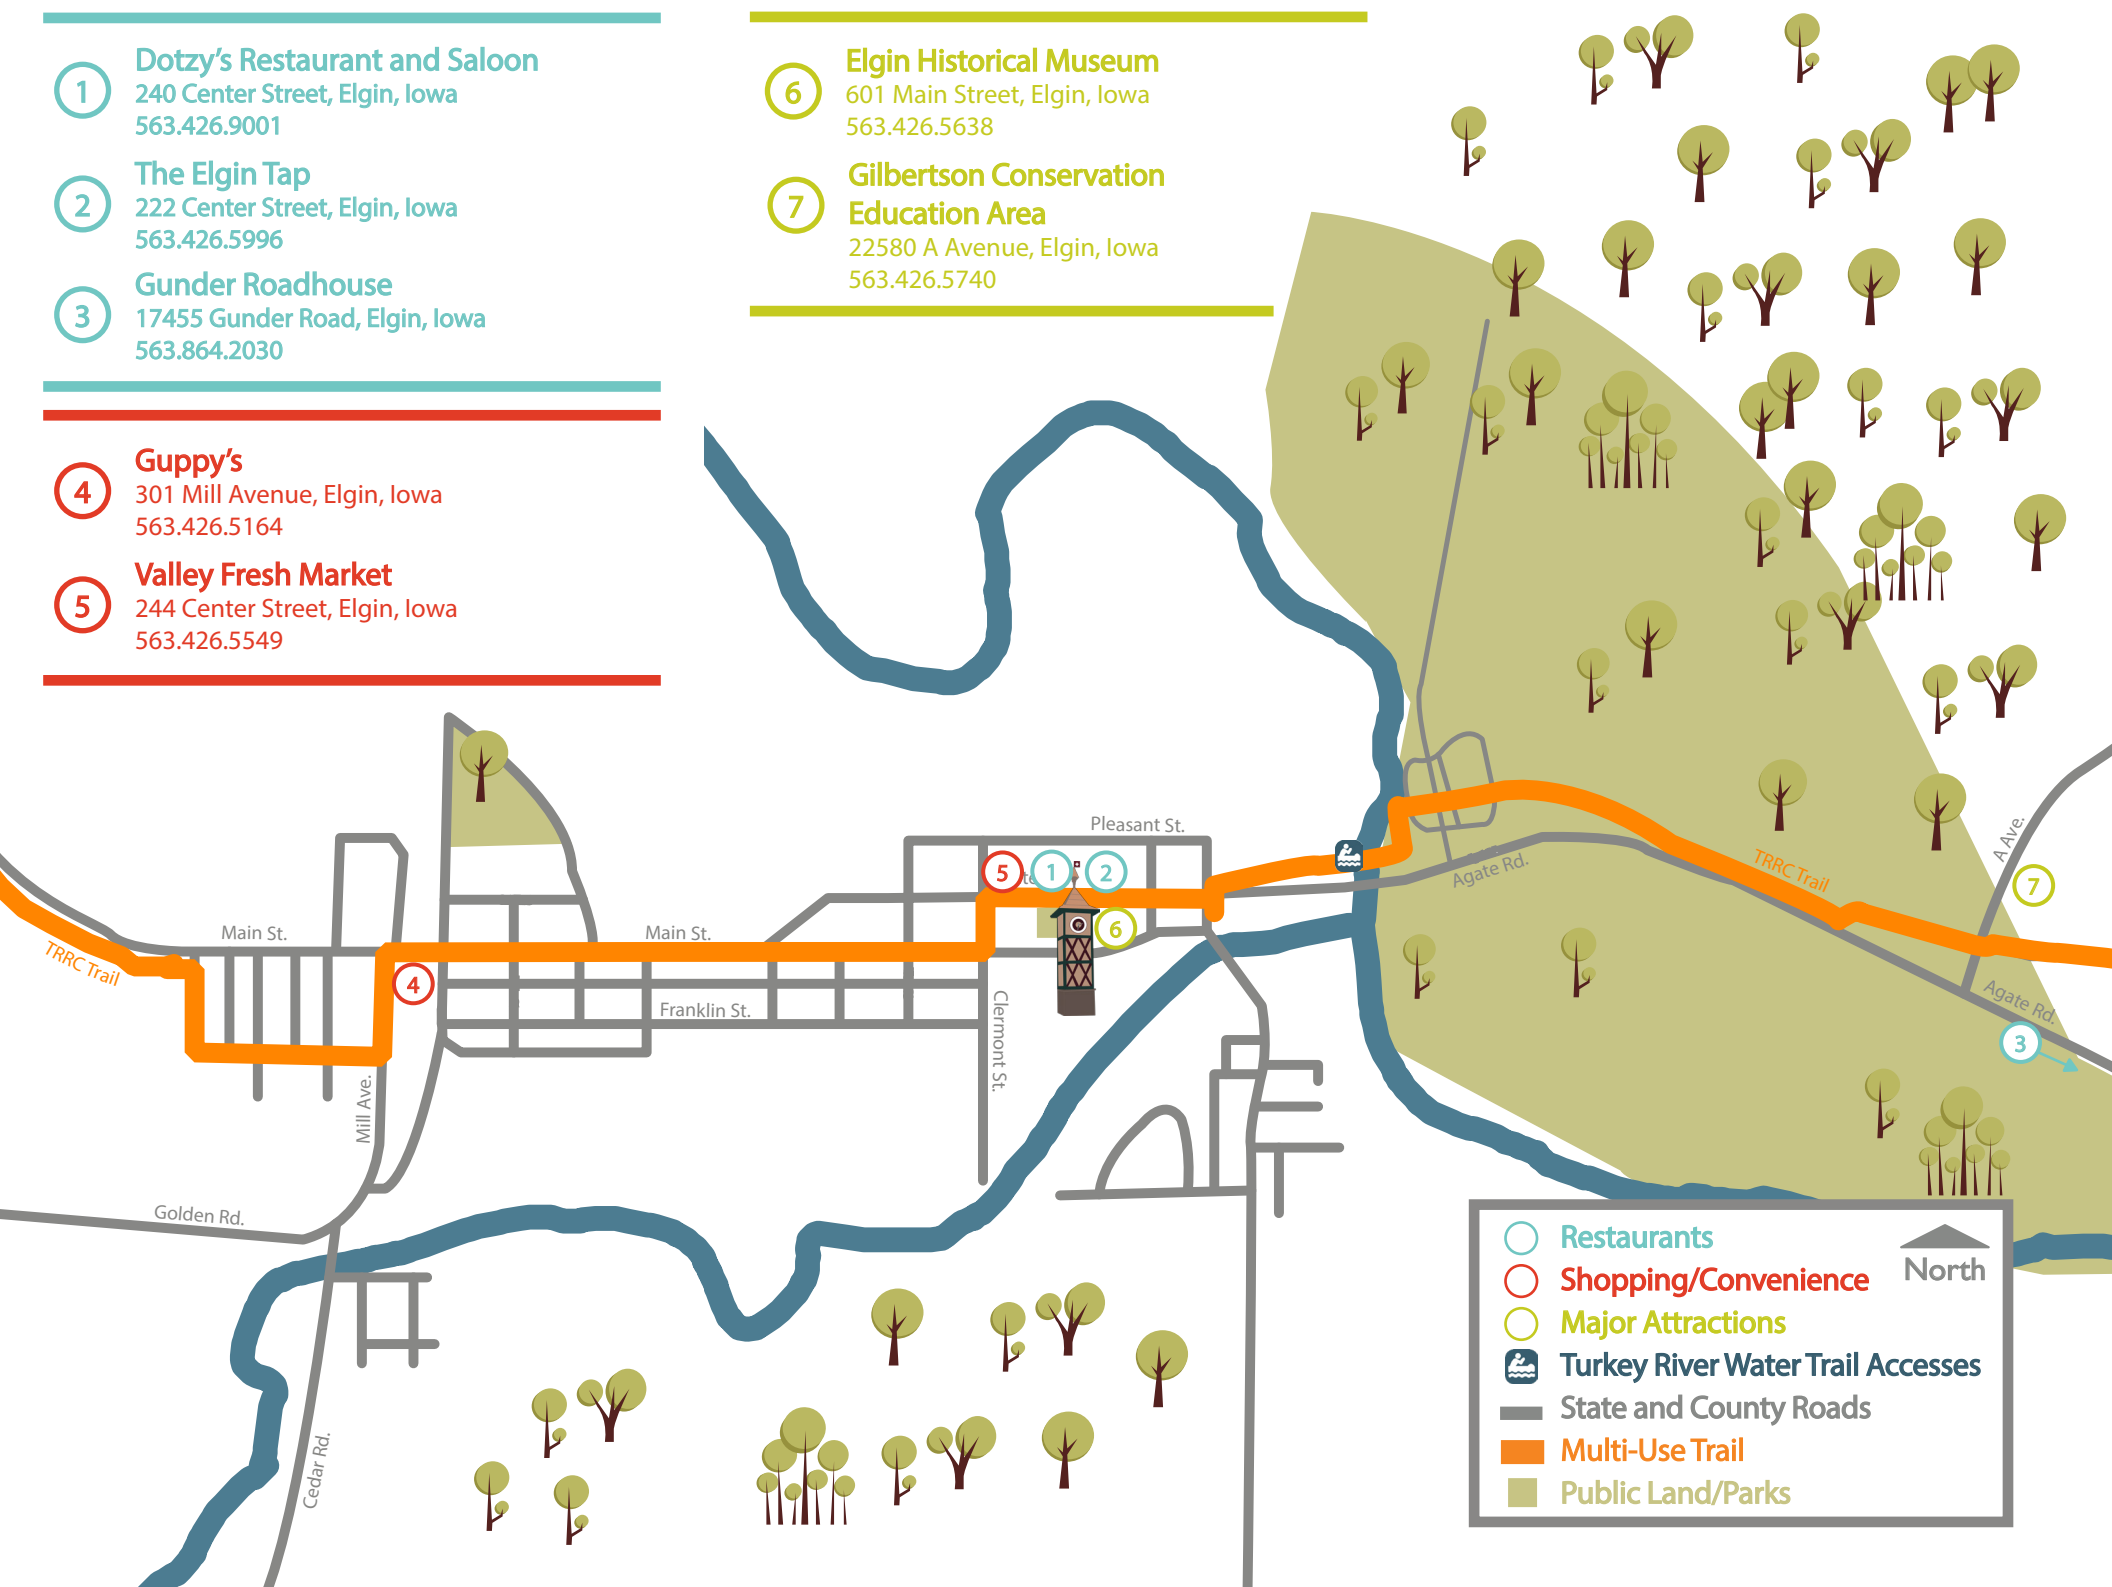 1
Dotzy's Restaurant and Saloon
240 Center Street, Elgin, Iowa
563.426.9001
2
The Elgin Tap
222 Center Street, Elgin, Iowa
563.426.5996
3
Gunder Roadhouse
17455 Gunder Road, Elgin, Iowa
563.864.2030
4
Guppy's
301 Mill Avenue, Elgin, Iowa
563.426.5164
5
Valley Fresh Market
244 Center Street, Elgin, Iowa
563.426.5549
6
Elgin Historical Museum
601 Main Street, Elgin, Iowa
563.426.5638
7
Gilbertson Conservation
Education Area
22580 A Avenue, Elgin, Iowa
563.426.5740
Pleasant St.
5
1
2
6
A Ave.
7
TRRC Trail
Agate Rd.
Main St.
Main St.
TRRC Trail
4
Franklin St.
Clermont St.
Agate Rd.
3
Mill Ave.
Golden Rd.
Cedar Rd.
Restaurants
Shopping/Convenience
Major Attractions
Turkey River Water Trail Accesses
State and County Roads
Multi-Use Trail
Public Land/Parks
North